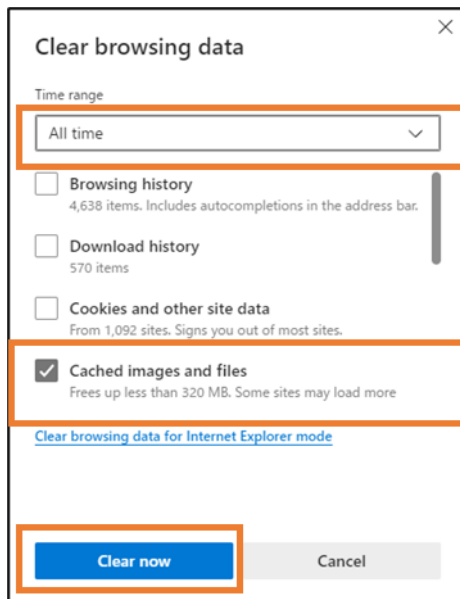 Clear browsing data
Time range
All time
Browsing history
4,638 items. Includes autocompletions in the address bar.
Download history
570 items
Cookies and other site data
From 1,092 sites. Signs you out of most sites.
Cached images and files
Frees up less than 320 MB. Some sites may load more
Clear browsing data for Internet Explorer mode
Clear now
Cancel